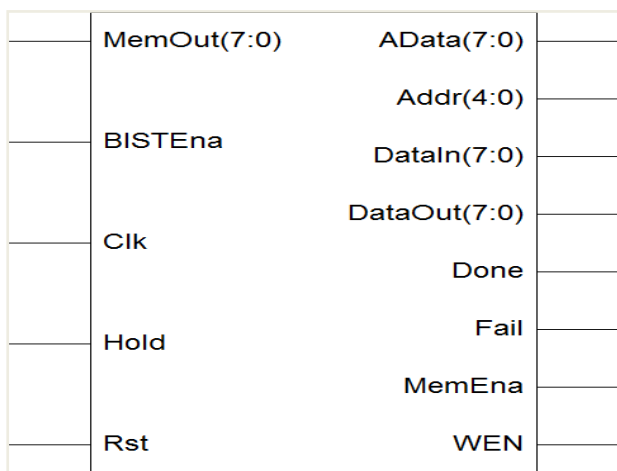 MemOut(7:0)
AData(7:0)
Addr(4:0)
BISTEna
DataIn(7:0)
DataOut(7:0)
Clk
Done
Fail
Hold
MemEna
Rst
WEN